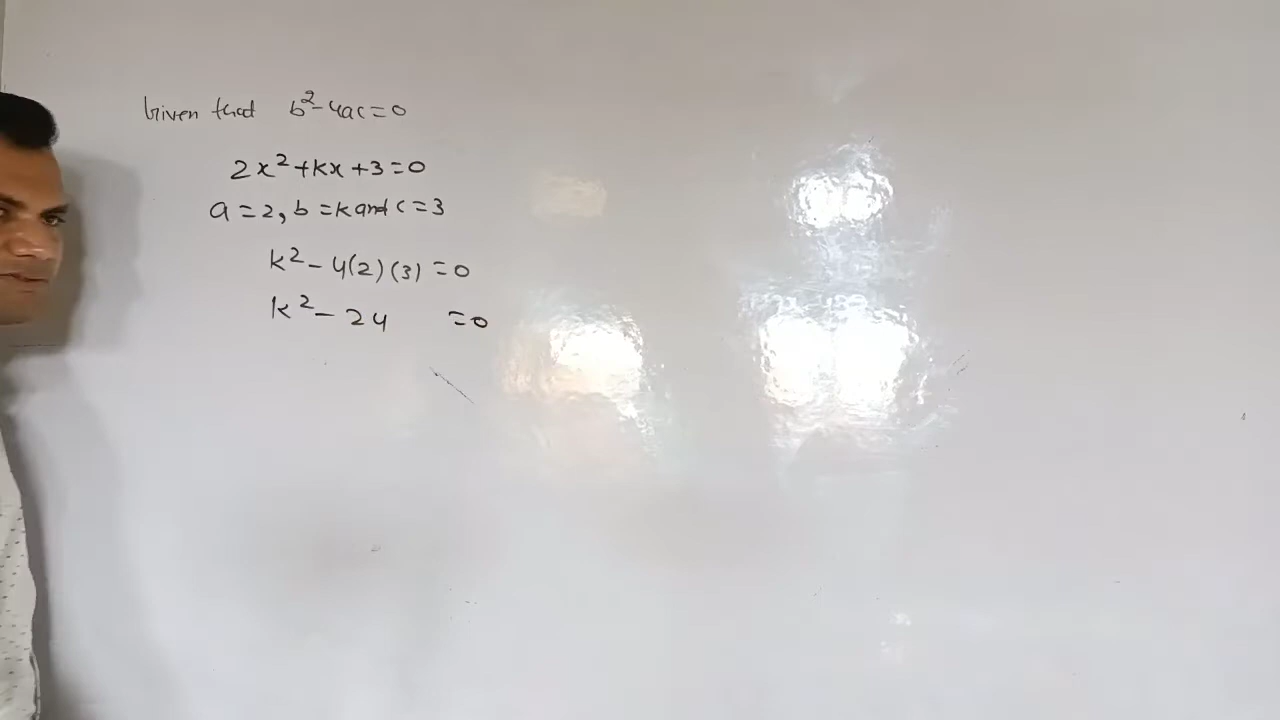 Given that b²-4ac=0
2x²+kx+3=0
a=2, b=k and c=3
k²-4(2)(3)=0
k²-24 =0